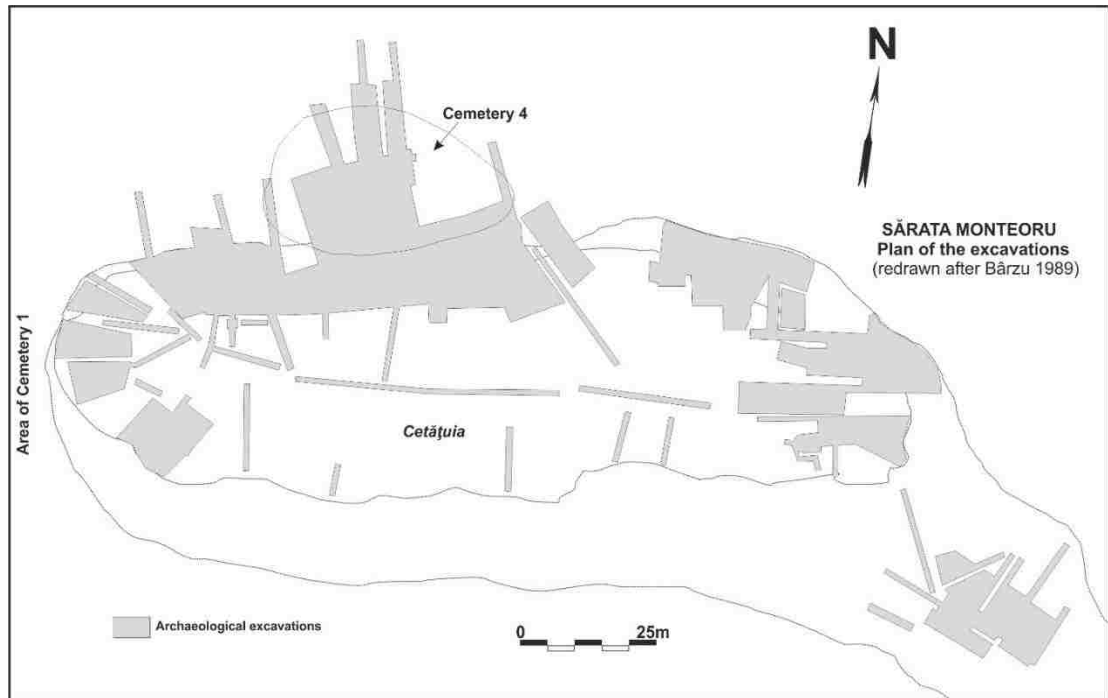 N
Cemetery 4
SĂRATA MONTEORU
Plan of the excavations
(redrawn after Bârzu 1989)
Area of Cemetery 1
Cetăţuia
Archaeological excavations
0 25m